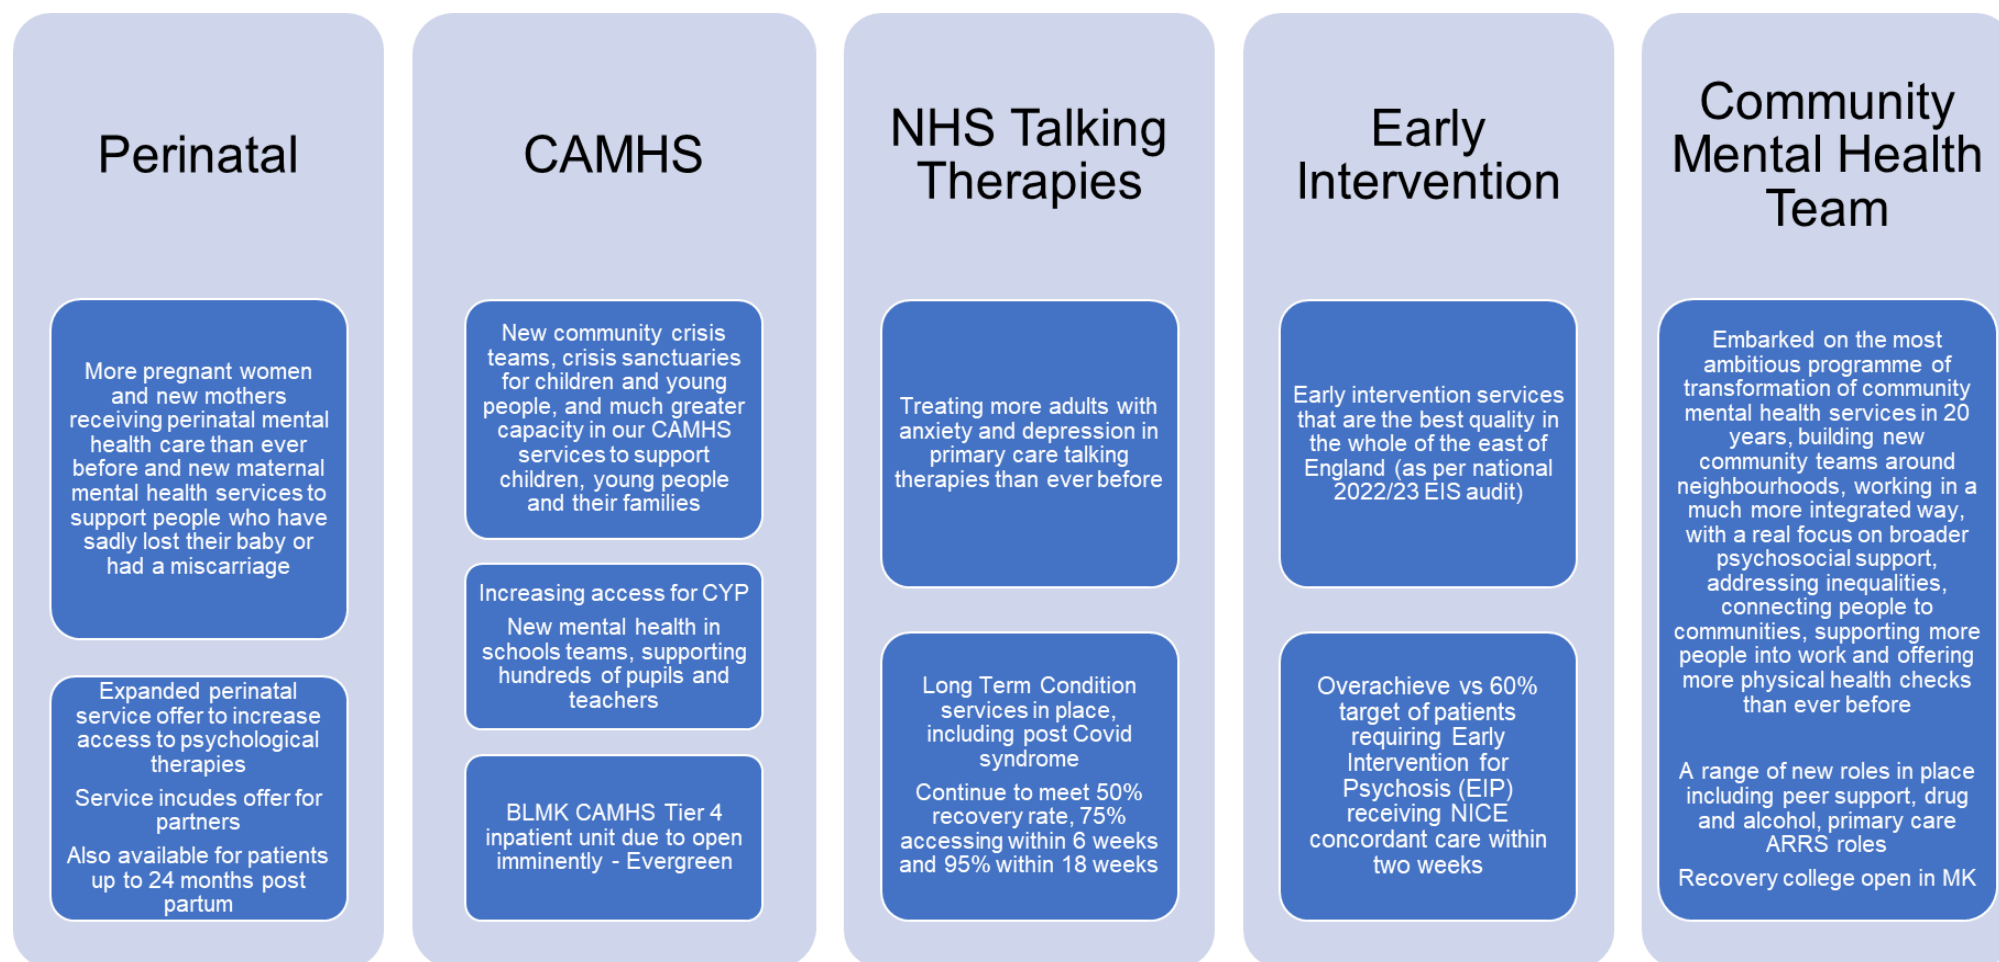 Perinatal
More pregnant women
and new mothers
receiving perinatal mental
health care than ever
before and new maternal
mental health services to
support people who have
sadly lost their baby or
had a miscarriage
Expanded perinatal
service offer to increase
access to psychological
therapies
Service incudes offer for
partners
Also available for patients
up to 24 months post
partum
CAMHS
New community crisis
teams, crisis sanctuaries
for children and young
people, and much greater
capacity in our CAMHS
services to support
children, young people
and their families
Increasing access for CYP
New mental health in
schools teams, supporting
hundreds of pupils and
teachers
BLMK CAMHS Tier 4
inpatient unit due to open
imminently - Evergreen
NHS Talking
Therapies
Treating more adults with
anxiety and depression in
primary care talking
therapies than ever before
Long Term Condition
services in place,
including post Covid
syndrome
Continue to meet 50%
recovery rate, 75%
accessing within 6 weeks
and 95% within 18 weeks
Early
Intervention
Early intervention services
that are the best quality in
the whole of the east of
England (as per national
2022/23 EIS audit)
Overachieve vs 60%
target of patients
requiring Early
Intervention for
Psychosis (EIP)
receiving NICE
concordant care within
two weeks
Community
Mental Health
Team
Embarked on the most
ambitious programme of
transformation of community
mental health services in 20
years, building new
community teams around
neighbourhoods, working in a
much more integrated way,
with a real focus on broader
psychosocial support,
addressing inequalities,
connecting people to
communities, supporting more
people into work and offering
more physical health checks
than ever before
A range of new roles in place
including peer support, drug
and alcohol, primary care
ARRS roles
Recovery college open in MK